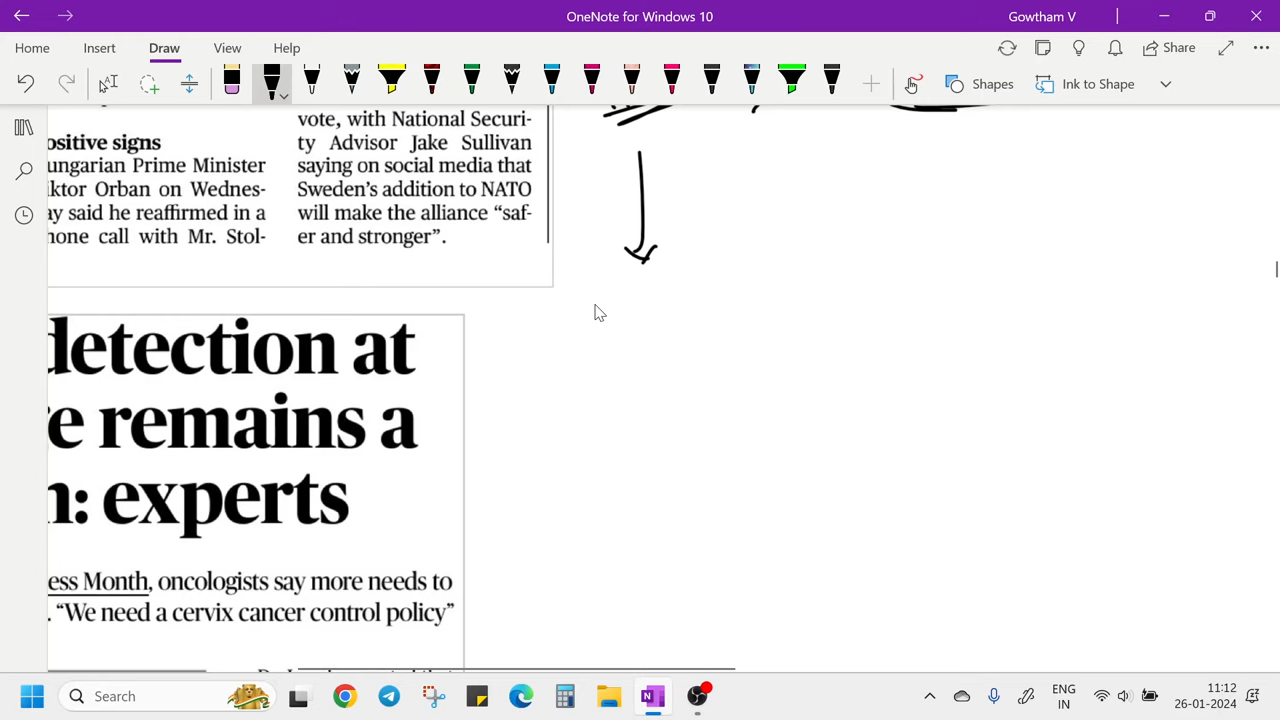 OneNote for Windows 10
Gowtham V
Home Insert Draw View Help
Share
Shapes
Ink to Shape
ositive signs
ungarian Prime Minister
ktor Orban on Wednes-
ay said he reaffirmed in a
hone call with Mr. Stol-
vote, with National Securi-
ty Advisor Jake Sullivan
saying on social media that
Sweden's addition to NATO
will make the alliance “saf-
er and stronger”.
detection at
e remains a
n: experts
ess Month, oncologists say more needs to
. “We need a cervix cancer control policy”
Search
ENG
IN
11:12
26-01-2024